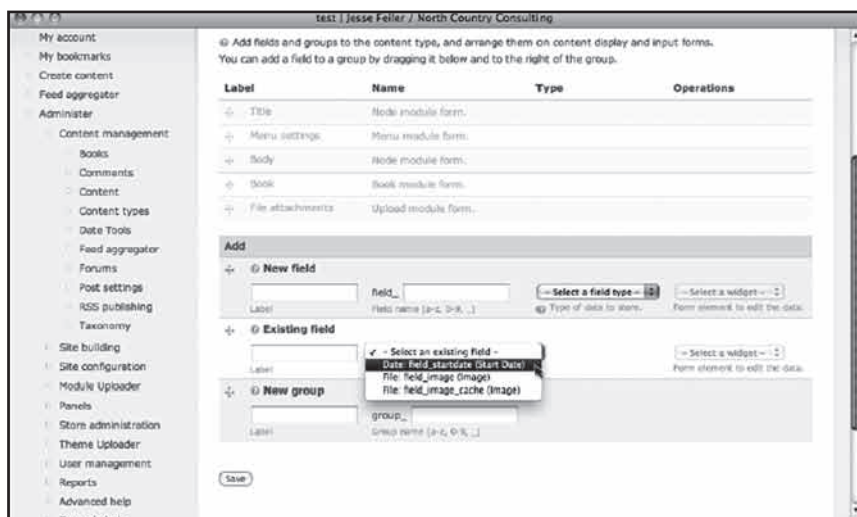 test | Jesse Feiler / North Country Consulting
My account
My bookmarks
Create content
Feed aggregator
Administer
Content management
Books
Comments
Content
Content types
Date Tools
Feed aggregator
Forums
Post settings
RSS publishing
Taxonomy
Site building
Site configuration
Module Uploader
Panels
Store administration
Theme Uploader
User management
Reports
Advanced help
Add fields and groups to the content type, and arrange them on content display and input forms.
You can add a field to a group by dragging it below and to the right of the group.
Label Name Type Operations
Title Node module form.
Menu settings Menu module form.
Body Node module form.
Book Book module form.
File attachments Upload module form.
Add
New field
field_ - Select a field type - - Select a widget -
Label Field name (a-z, 0-9, _) Type of data to store. Form element to edit the data.
Existing field
✓ - Select an existing field - - Select a widget -
Date: field_startdate (Start Date)
Label Form element to edit the data.
File: field_image (Image)
File: field_image_cache (Image)
New group
group_
Label Group name (a-z, 0-9, _)
Save